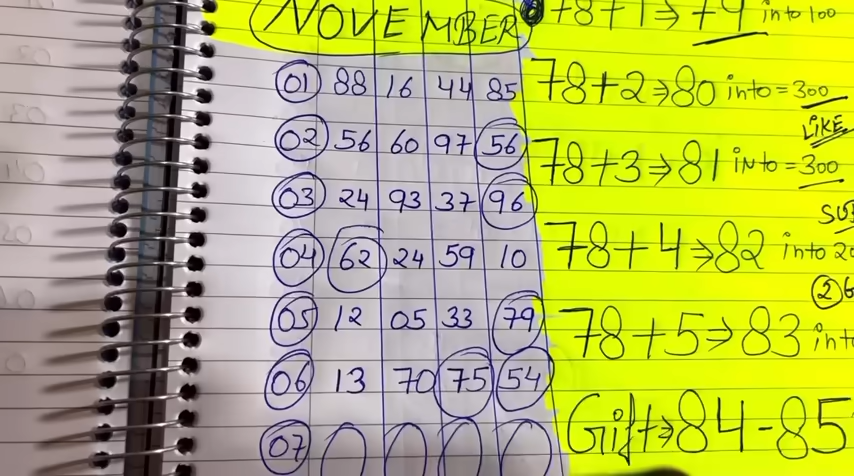 NOVEMBER
01 88 16 44 85
02 56 60 97 56
03 24 93 37 96
04 62 24 59 10
05 12 05 33 79
06 13 70 75 54
07
78+1⇒79 into 100
78+2⇒80 into=300
LIKE
78+3⇒81 into=300
78+4⇒82 into 20
78+5⇒83 int
Gift⇒84-85